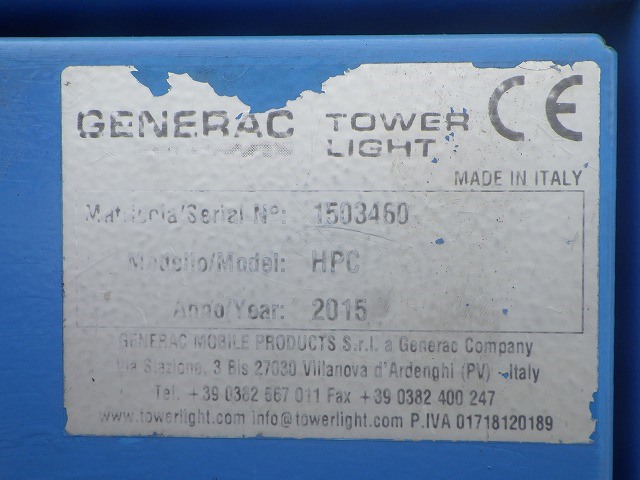 GENERAC TOWER LIGHT CE
MADE IN ITALY
Matricola/Serial Nº: 1503460
Modello/Model: HPC
Anno/Year: 2015
GENERAC MOBILE PRODUCTS S.r.l. a Generac Company
Via Stazione, 3 Bis 27030 Villanova d'Ardenghi (PV) - Italy
Tel. +39 0382 567 011 Fax +39 0382 400 247
www.towerlight.com info@towerlight.com P.IVA 01718120189